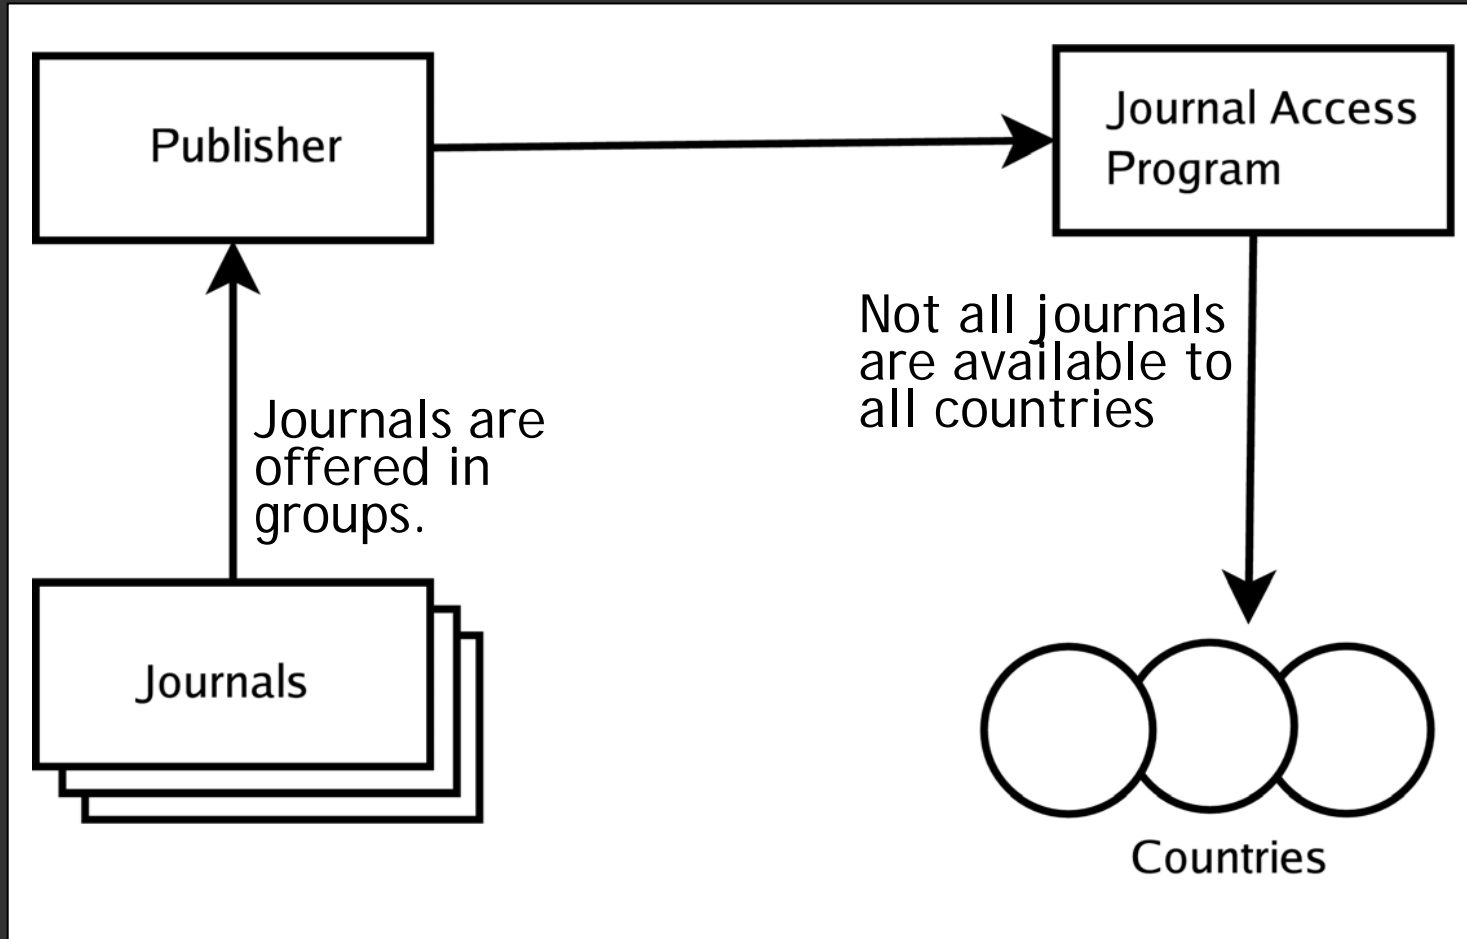 Publisher
Journal Access
Program
Not all journals
are available to
all countries
Journals are
offered in
groups.
Journals
Countries